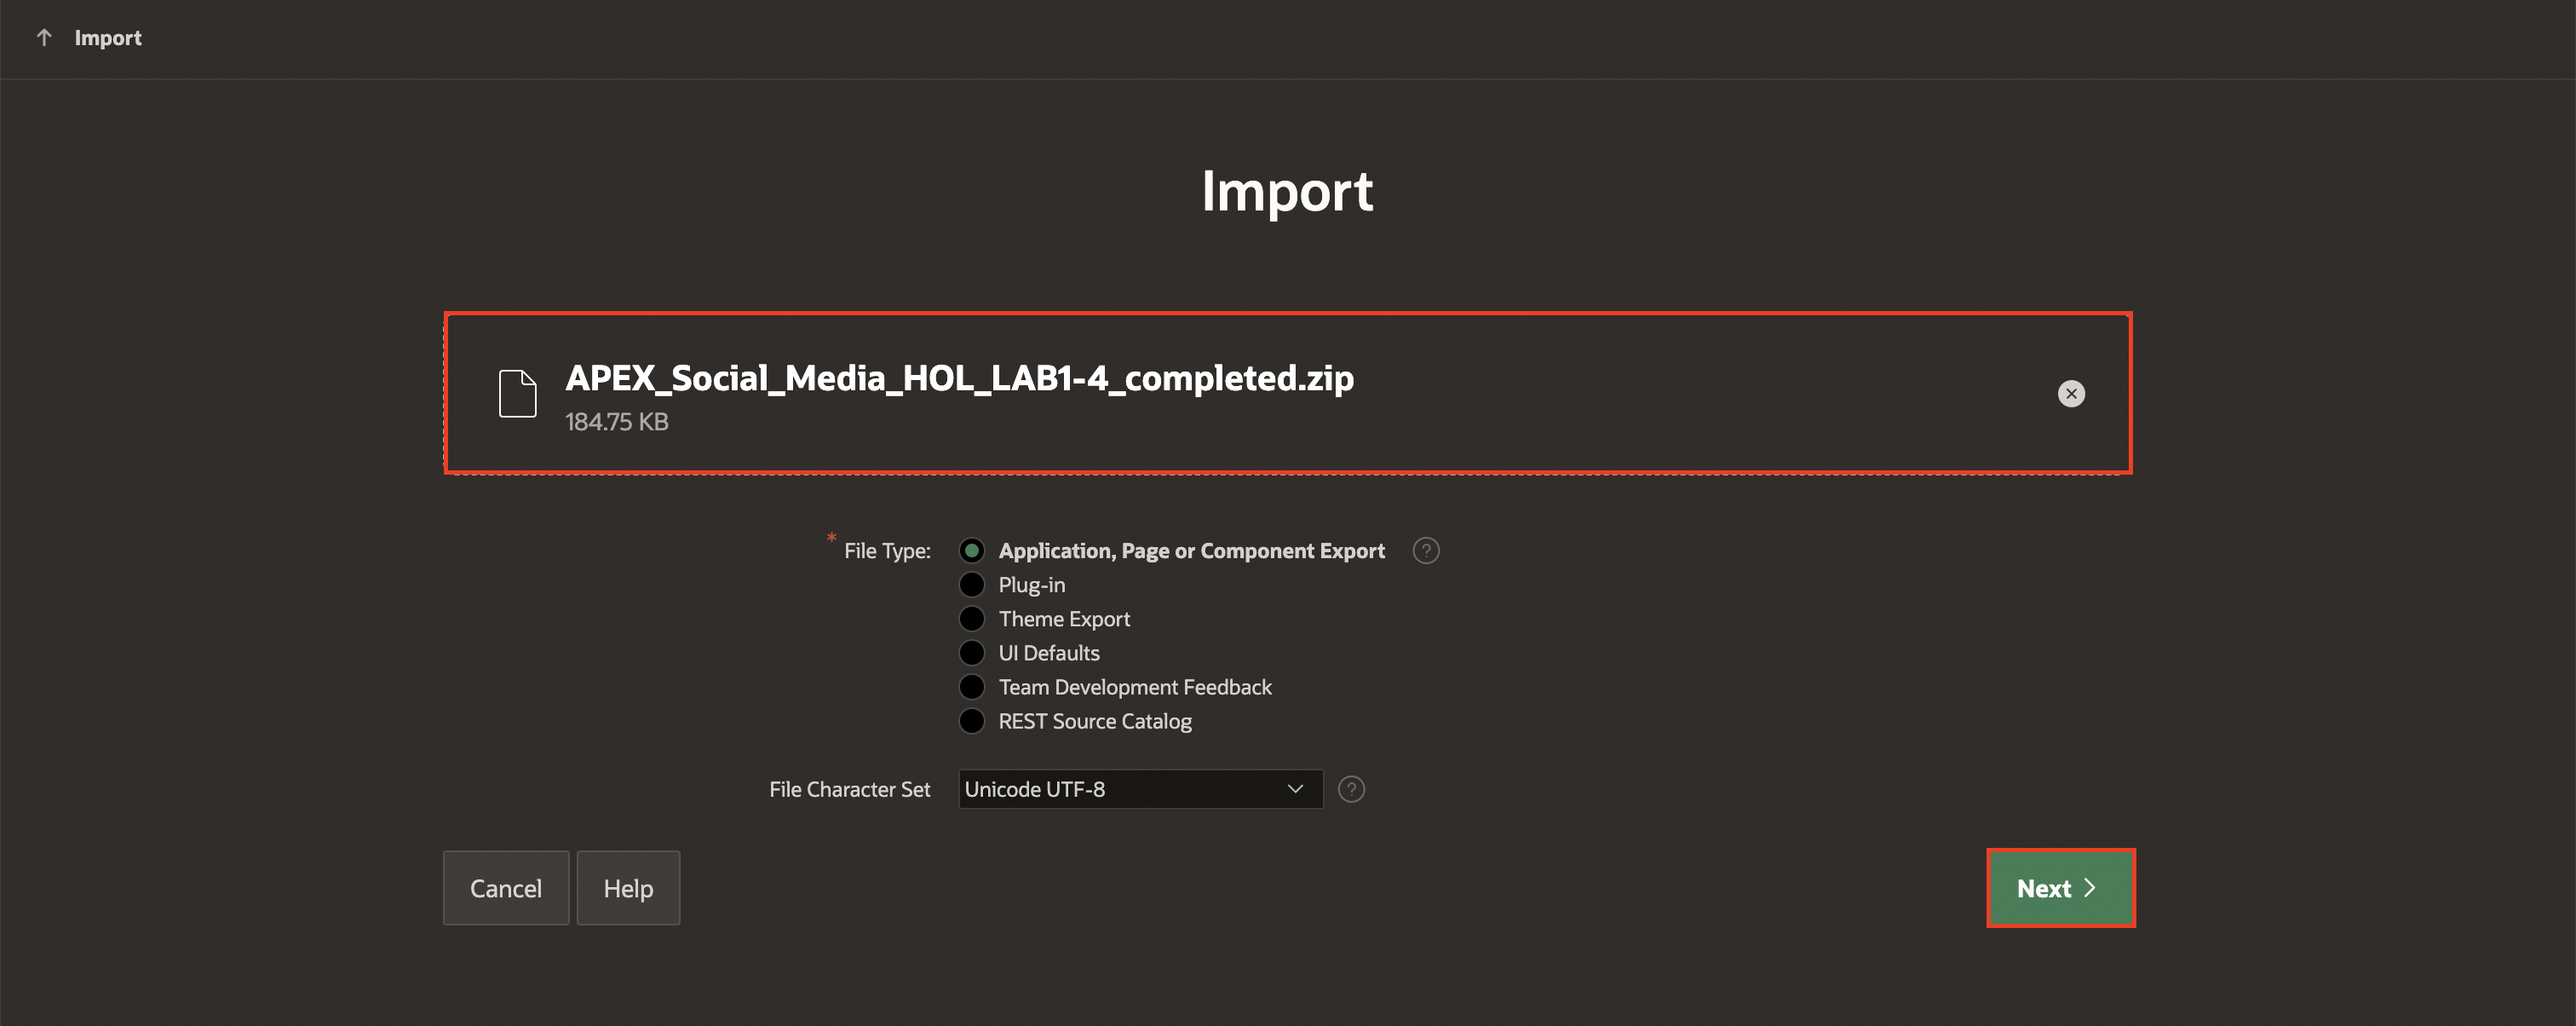 Import
Import
APEX_Social_Media_HOL_LAB1-4_completed.zip
184.75 KB
* File Type:
Application, Page or Component Export ?
Plug-in
Theme Export
UI Defaults
Team Development Feedback
REST Source Catalog
File Character Set Unicode UTF-8 ?
Cancel Help Next